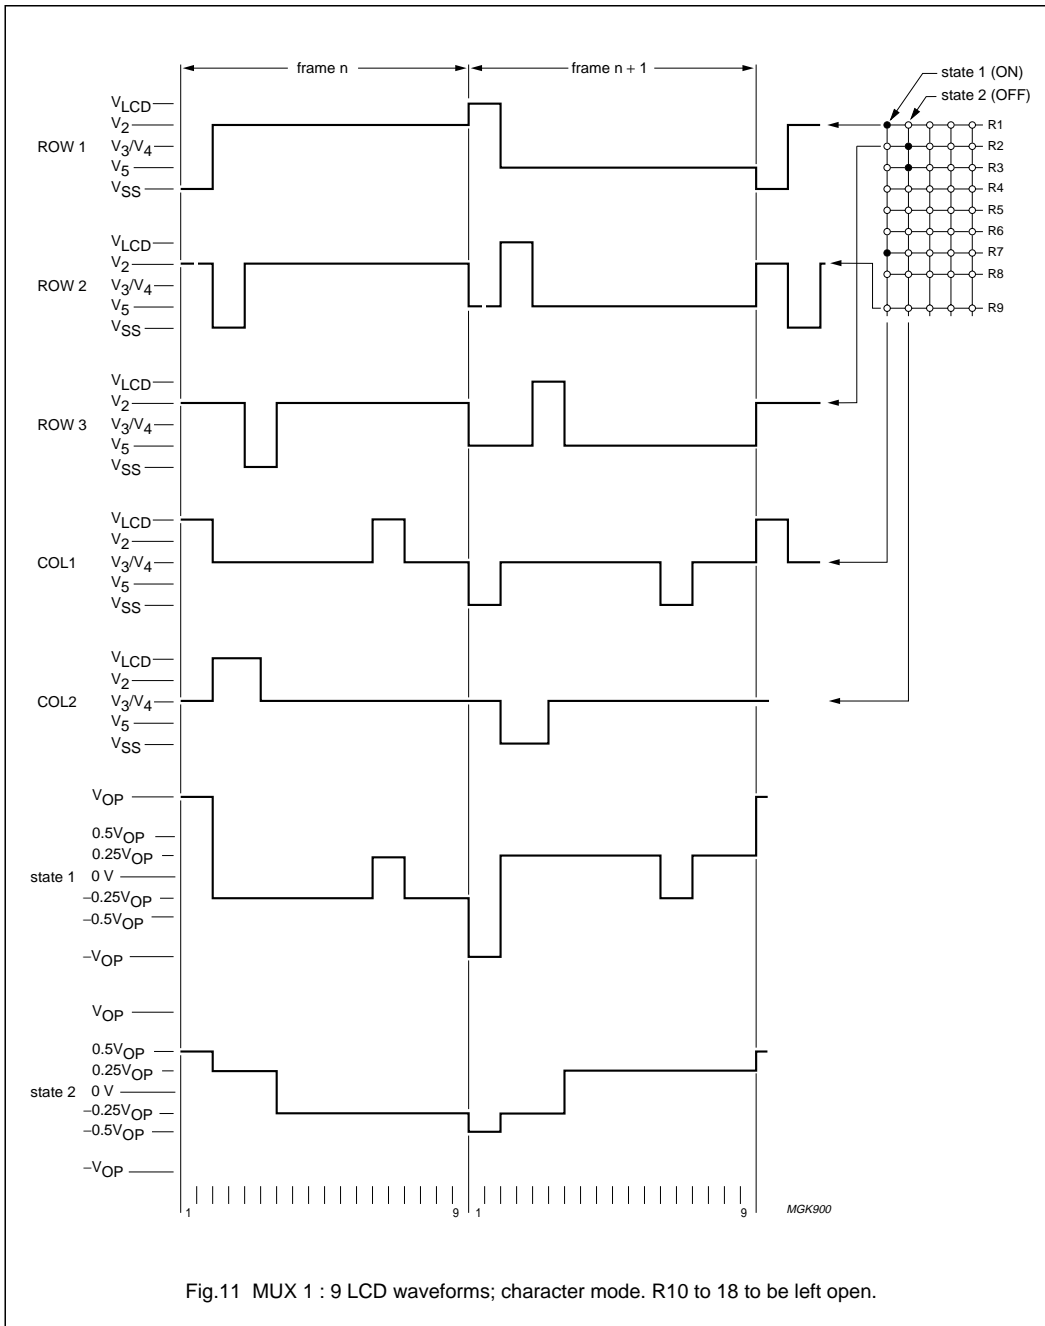 frame n
frame n + 1
state 1 (ON)
state 2 (OFF)
ROW 1
VLCD
V2
V3/V4
V5
VSS
R1
R2
R3
R4
R5
R6
R7
R8
R9
ROW 2
VLCD
V2
V3/V4
V5
VSS
ROW 3
VLCD
V2
V3/V4
V5
VSS
COL1
VLCD
V2
V3/V4
V5
VSS
COL2
VLCD
V2
V3/V4
V5
VSS
state 1
VOP
0.5VOP
0.25VOP
0 V
−0.25VOP
−0.5VOP
−VOP
state 2
VOP
0.5VOP
0.25VOP
0 V
−0.25VOP
−0.5VOP
−VOP
1 9 1 9
MGK900
Fig.11 MUX 1 : 9 LCD waveforms; character mode. R10 to 18 to be left open.